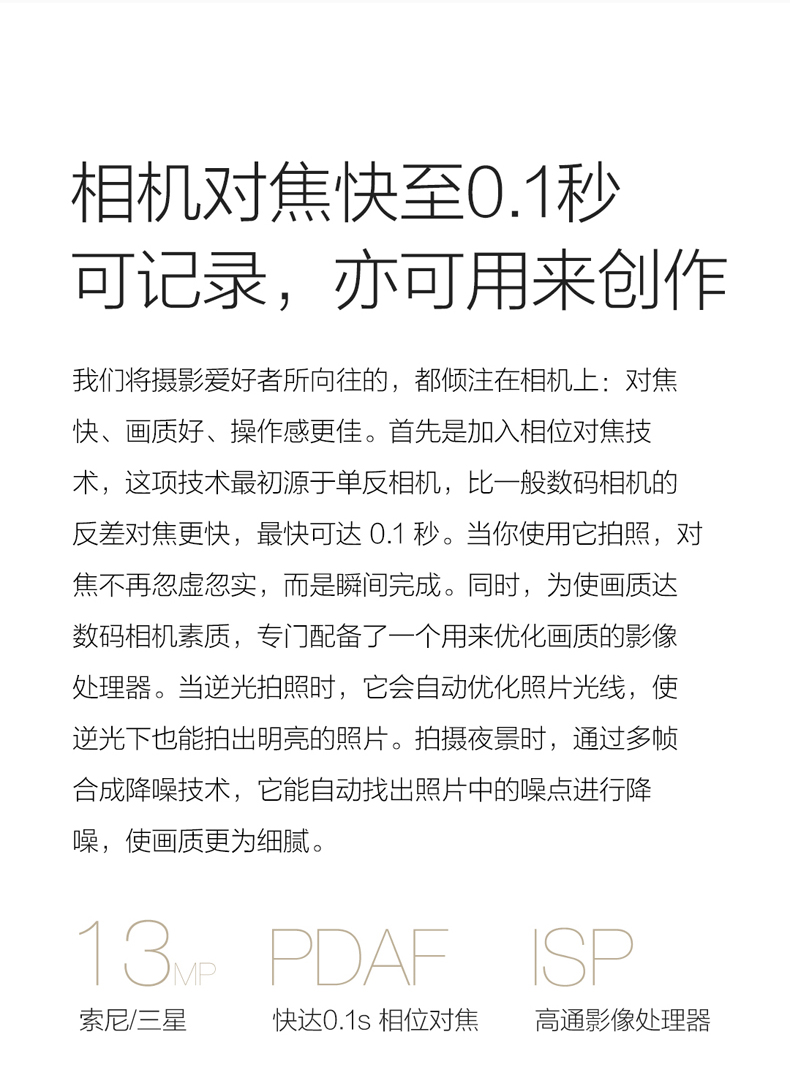 相机对焦快至0.1秒
可记录，亦可用来创作
我们将摄影爱好者所向往的，都倾注在相机上：对焦
快、画质好、操作感更佳。首先是加入相位对焦技
术，这项技术最初源于单反相机，比一般数码相机的
反差对焦更快，最快可达 0.1 秒。当你使用它拍照，对
焦不再忽虚忽实，而是瞬间完成。同时，为使画质达
数码相机素质，专门配备了一个用来优化画质的影像
处理器。当逆光拍照时，它会自动优化照片光线，使
逆光下也能拍出明亮的照片。拍摄夜景时，通过多帧
合成降噪技术，它能自动找出照片中的噪点进行降
噪，使画质更为细腻。
13MP PDAF ISP
索尼/三星 快达0.1s 相位对焦 高通影像处理器